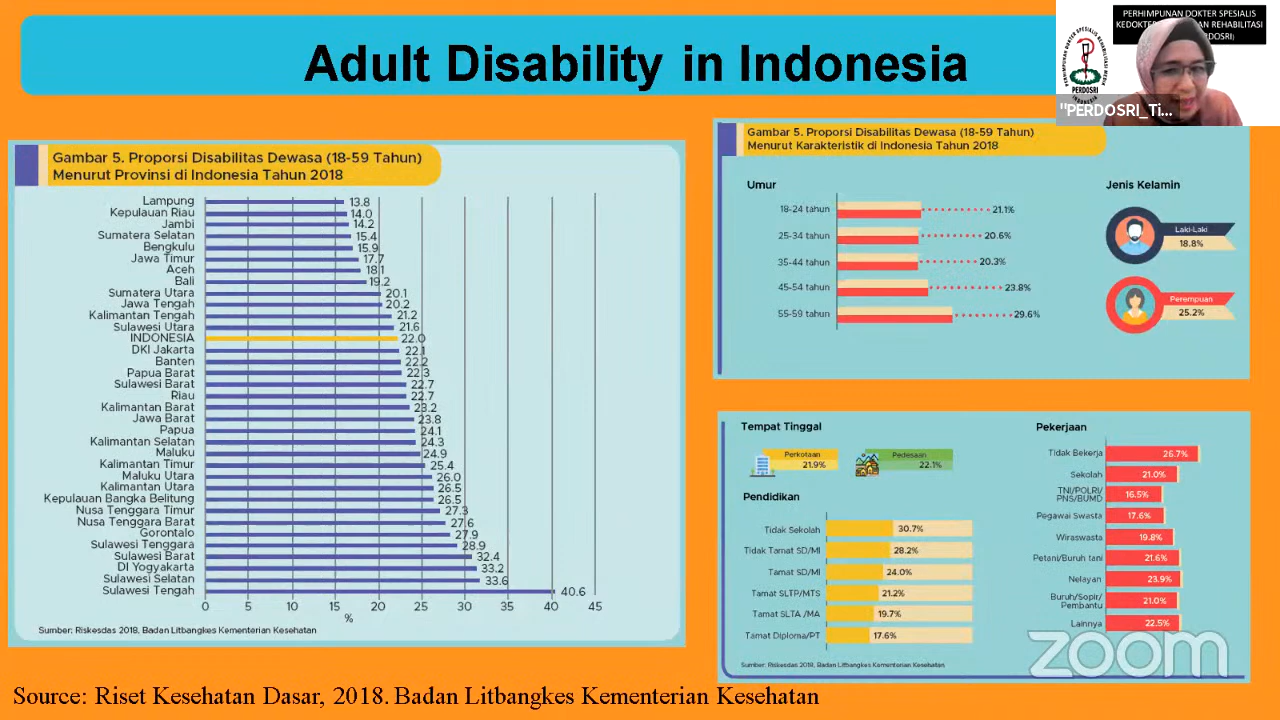 Adult Disability in Indonesia
PERHIMPUNAN DOKTER SPESIALIS
PERDOSRI
INDONESIA
"PERDOSRI_Ti...
Gambar 5. Proporsi Disabilitas Dewasa (18-59 Tahun)
Menurut Provinsi di Indonesia Tahun 2018
Lampung 13.8
Kepulauan Riau 14.0
Jambi 14.2
Sumatera Selatan 15.4
Bengkulu 15.9
Jawa Timur 17.7
Aceh 18.1
Bali 19.2
Sumatera Utara 20.1
Jawa Tengah 20.2
Kalimantan Tengah 21.2
Sulawesi Utara 21.6
INDONESIA 22.0
DKI Jakarta 22.1
Banten 22.2
Papua Barat 22.3
Sulawesi Barat 22.7
Riau 22.7
Kalimantan Barat 23.2
Jawa Barat 23.8
Papua 24.1
Kalimantan Selatan 24.3
Maluku 24.9
Kalimantan Timur 25.4
Maluku Utara 26.0
Kalimantan Utara 26.5
Kepulauan Bangka Belitung 26.5
Nusa Tenggara Timur 27.3
Nusa Tenggara Barat 27.6
Gorontalo 27.9
Sulawesi Tenggara 28.9
Sulawesi Barat 32.4
DI Yogyakarta 33.2
Sulawesi Selatan 33.6
Sulawesi Tengah 40.6
0 5 10 15 20 25 30 35 40 45
%
Sumber: Riskesdas 2018, Badan Litbangkes Kementerian Kesehatan
Gambar 5. Proporsi Disabilitas Dewasa (18-59 Tahun)
Menurut Karakteristik di Indonesia Tahun 2018
Umur
18-24 tahun 21.1%
25-34 tahun 20.6%
35-44 tahun 20.3%
45-54 tahun 23.8%
55-59 tahun 29.6%
Jenis Kelamin
Laki-Laki
18.8%
Perempuan
25.2%
Tempat Tinggal
Perkotaan
21.9%
Pedesaan
22.1%
Pendidikan
Tidak Sekolah 30.7%
Tidak Tamat SD/MI 28.2%
Tamat SD/MI 24.0%
Tamat SLTP/MTS 21.2%
Tamat SLTA /MA 19.7%
Tamat Diploma/PT 17.6%
Sumber: Riskesdas 2018, Badan Litbangkes Kementerian Kesehatan
Pekerjaan
Tidak Bekerja 26.7%
Sekolah 21.0%
TNI/POLRI/
PNS/BUMD 16.5%
Pegawai Swasta 17.6%
Wiraswasta 19.8%
Petani/Buruh tani 21.6%
Nelayan 23.9%
Buruh/Sopir/
Pembantu 21.0%
Lainnya 22.5%
zoom
Source: Riset Kesehatan Dasar, 2018. Badan Litbangkes Kementerian Kesehatan